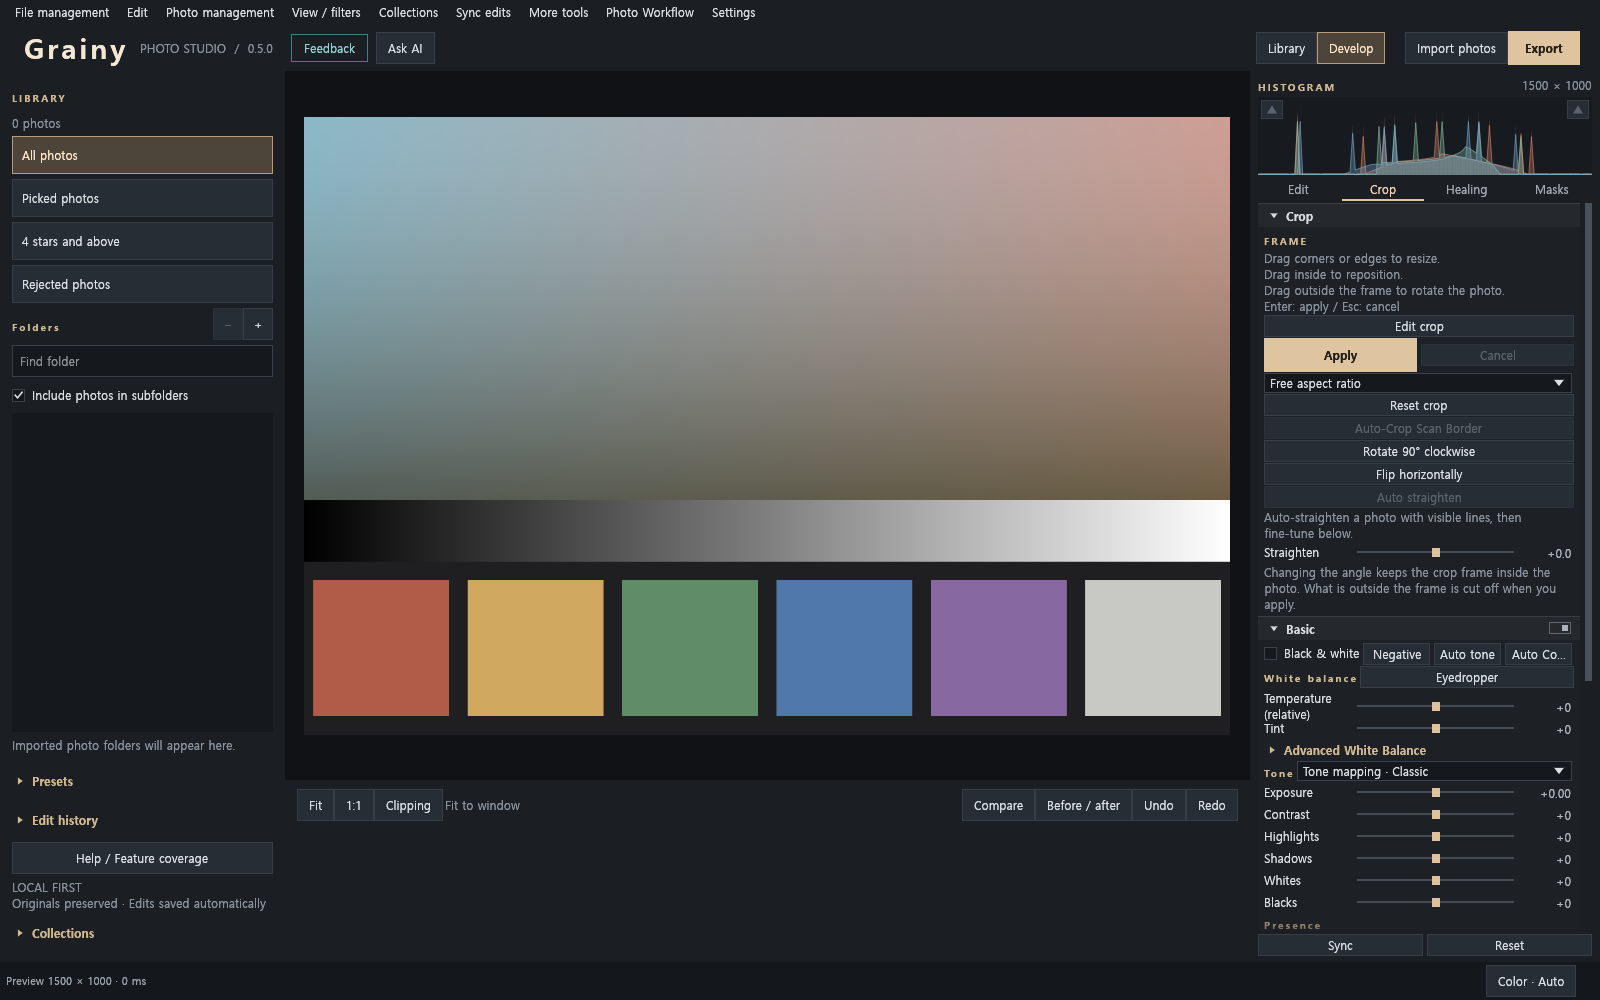 File management Edit Photo management View / filters Collections Sync edits More tools Photo Workflow Settings
Grainy PHOTO STUDIO / 0.5.0 Feedback Ask AI Library Develop Import photos Export
LIBRARY
0 photos
All photos
Picked photos
4 stars and above
Rejected photos
Folders − +
Find folder
Include photos in subfolders
Imported photo folders will appear here.
Presets
Edit history
Help / Feature coverage
LOCAL FIRST
Originals preserved · Edits saved automatically
Collections
Fit 1:1 Clipping Fit to window Compare Before / after Undo Redo
HISTOGRAM 1500 × 1000
Edit Crop Healing Masks
Crop
FRAME
Drag corners or edges to resize.
Drag inside to reposition.
Drag outside the frame to rotate the photo.
Enter: apply / Esc: cancel
Edit crop
Apply Cancel
Free aspect ratio
Reset crop
Auto-Crop Scan Border
Rotate 90° clockwise
Flip horizontally
Auto straighten
Auto-straighten a photo with visible lines, then
fine-tune below.
Straighten +0.0
Changing the angle keeps the crop frame inside the
photo. What is outside the frame is cut off when you
apply.
Basic
Black & white Negative Auto tone Auto Co...
White balance Eyedropper
Temperature
(relative) +0
Tint +0
Advanced White Balance
Tone Tone mapping · Classic
Exposure +0.00
Contrast +0
Highlights +0
Shadows +0
Whites +0
Blacks +0
Presence
Sync Reset
Preview 1500 × 1000 · 0 ms Color · Auto